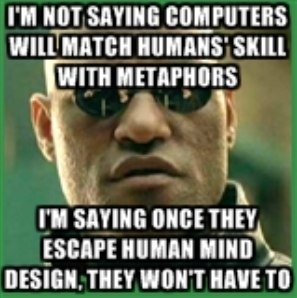 I'M NOT SAYING COMPUTERS
WILL MATCH HUMANS' SKILL
WITH METAPHORS
I'M SAYING ONCE THEY
ESCAPE HUMAN MIND
DESIGN, THEY WON'T HAVE TO